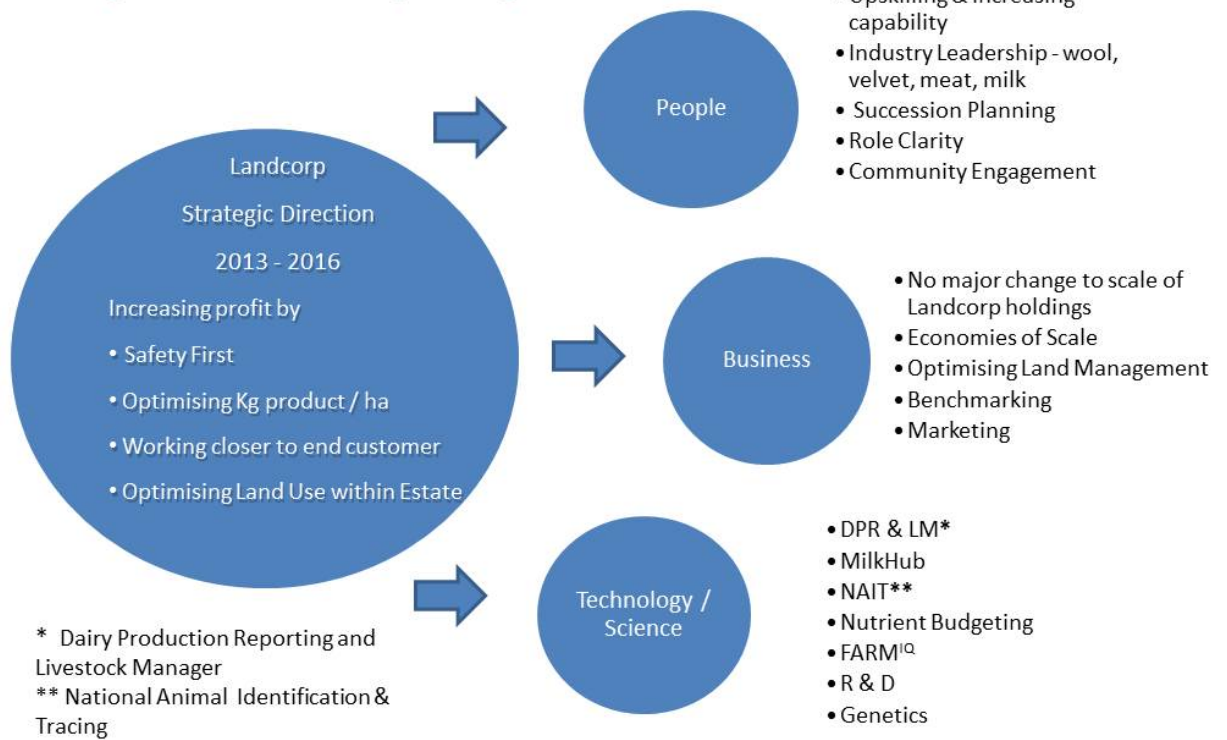 capability
• Industry Leadership - wool,
velvet, meat, milk
• Succession Planning
• Role Clarity
• Community Engagement
People
Landcorp
Strategic Direction
2013 - 2016
Increasing profit by
• Safety First
• Optimising Kg product / ha
• Working closer to end customer
• Optimising Land Use within Estate
Business
• No major change to scale of
Landcorp holdings
• Economies of Scale
• Optimising Land Management
• Benchmarking
• Marketing
Technology /
Science
• DPR & LM*
• MilkHub
• NAIT**
• Nutrient Budgeting
• FARMIQ
• R & D
• Genetics
* Dairy Production Reporting and
Livestock Manager
** National Animal Identification &
Tracing